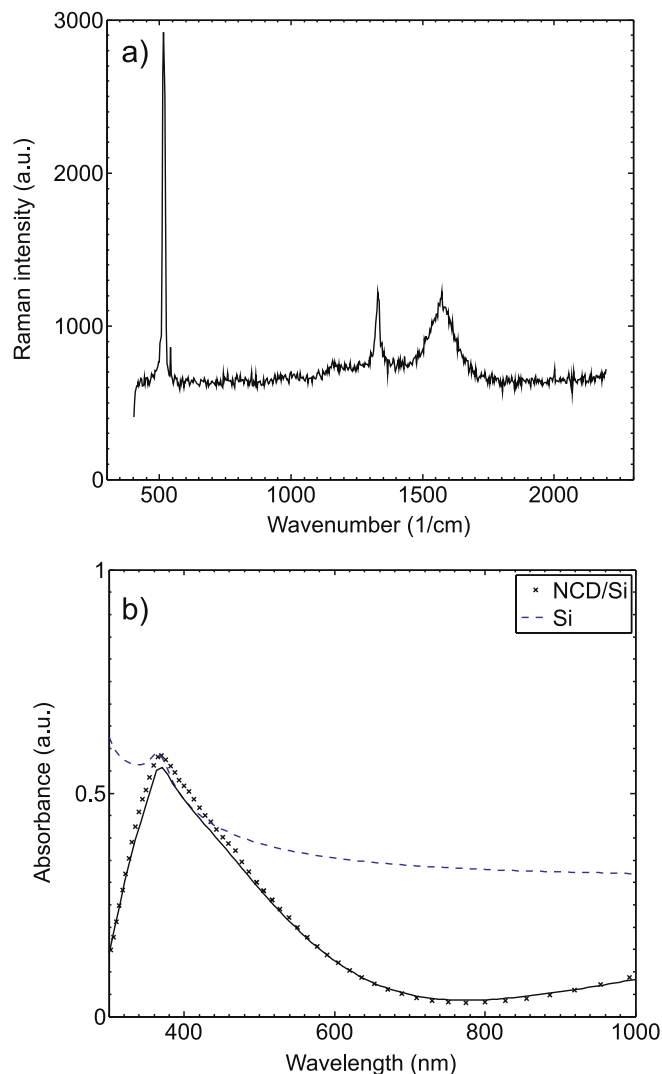 3000
a)
2000
Raman intensity (a.u.)
1000
0
500 1000 1500 2000
Wavenumber (1/cm)
1
b)
NCD/Si
Si
Absorbance (a.u.)
0.5
0
400 600 800 1000
Wavelength (nm)